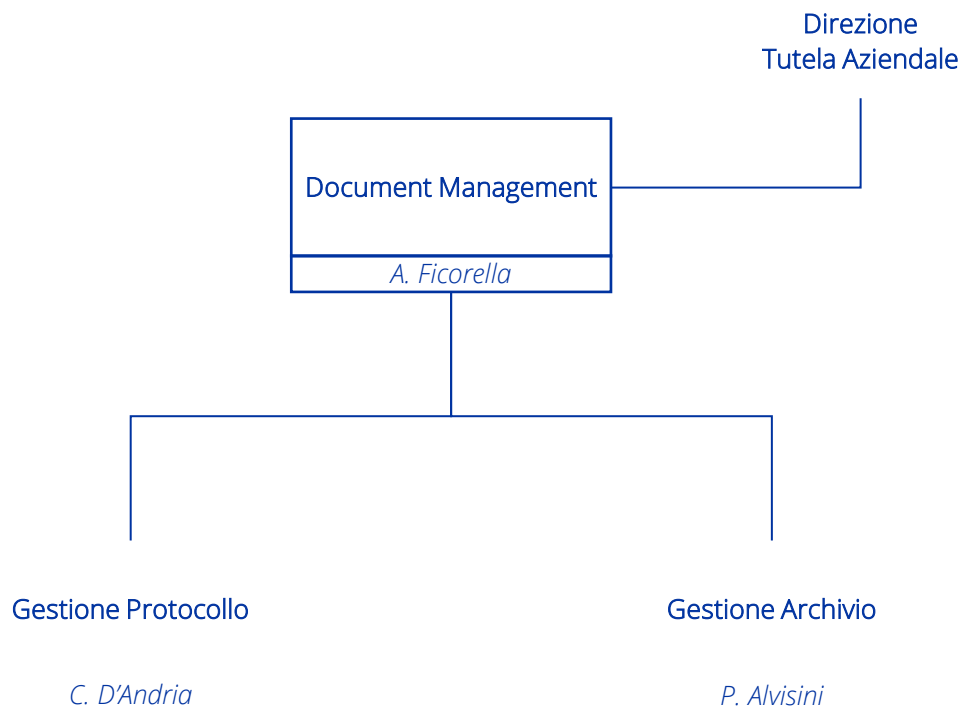 Direzione
Tutela Aziendale
Document Management
A. Ficorella
Gestione Protocollo
Gestione Archivio
C. D’Andria
P. Alvisini